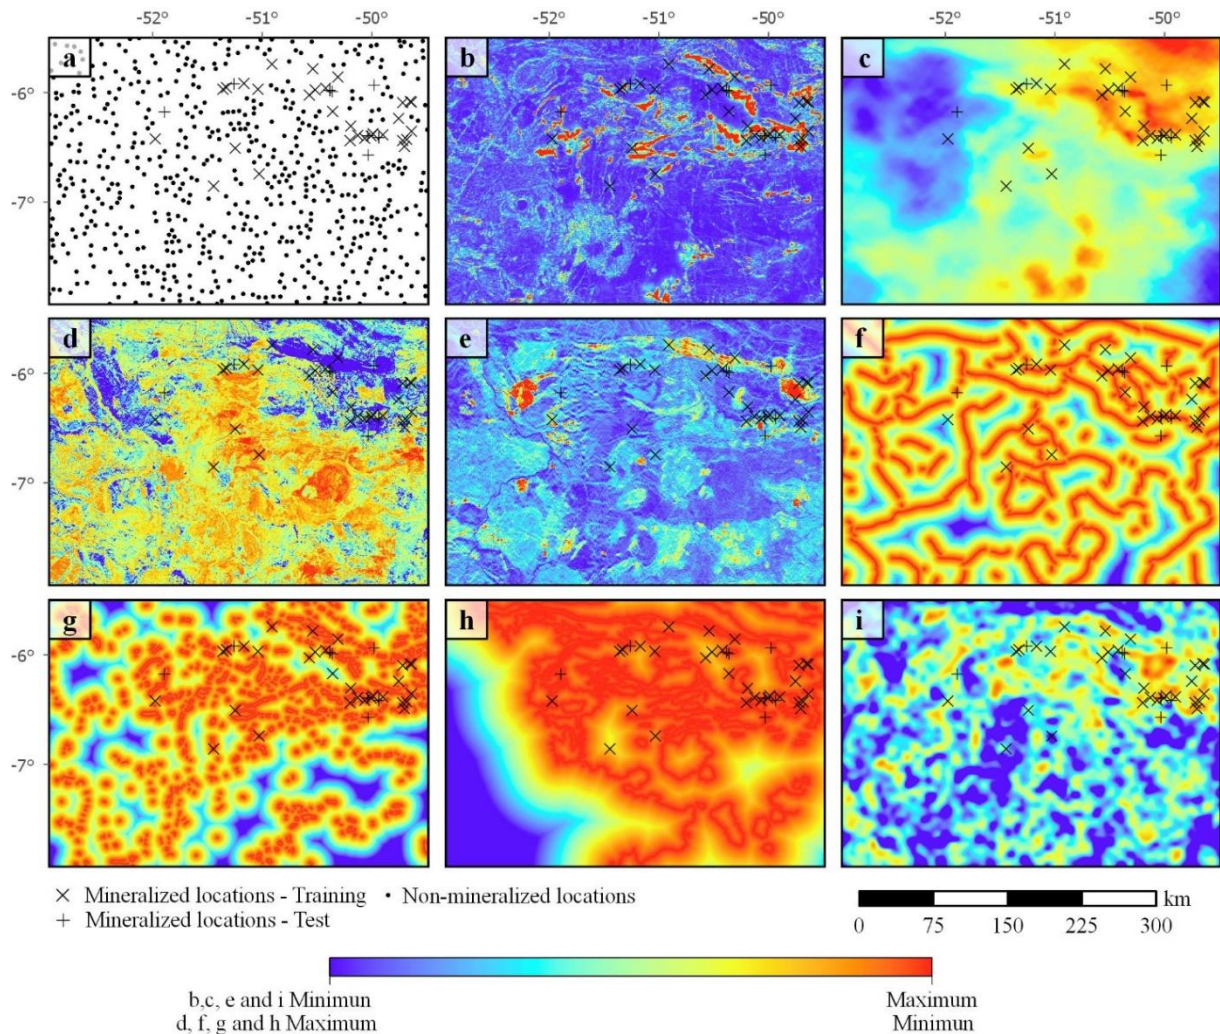 -52° -51° -50° -52° -51° -50° -52° -51° -50°
a b c
-6°
-7°
d e f
-6°
-7°
g h i
-6°
-7°
Mineralized locations - Training Non-mineralized locations
Mineralized locations - Test
km
0 75 150 225 300
b,c, e and i Minimun Maximum
d, f, g and h Maximum Minimun